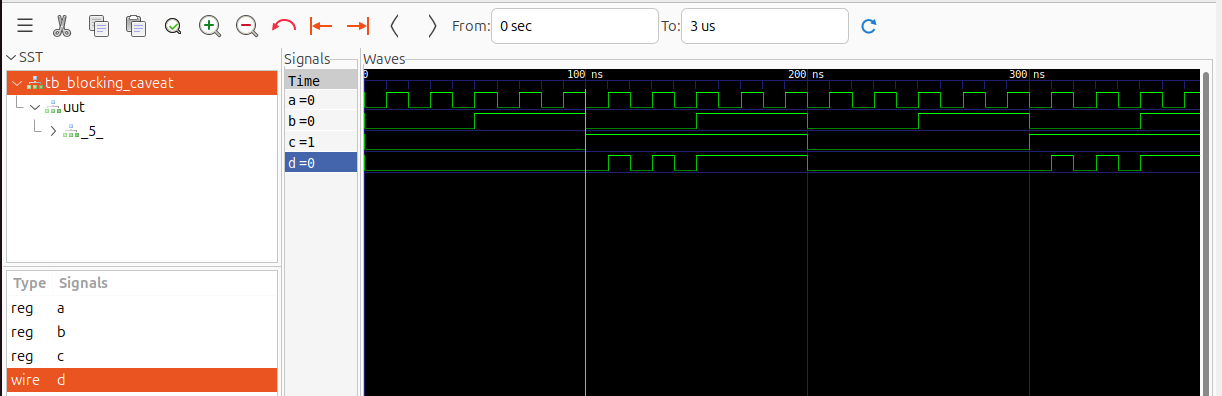 From: 0 sec To: 3 us
SST
tb_blocking_caveat
uut
_5_
Type Signals
reg a
reg b
reg c
wire d
Signals
Time
a=0
b=0
c=1
d=0
Waves
0 100 ns 200 ns 300 ns